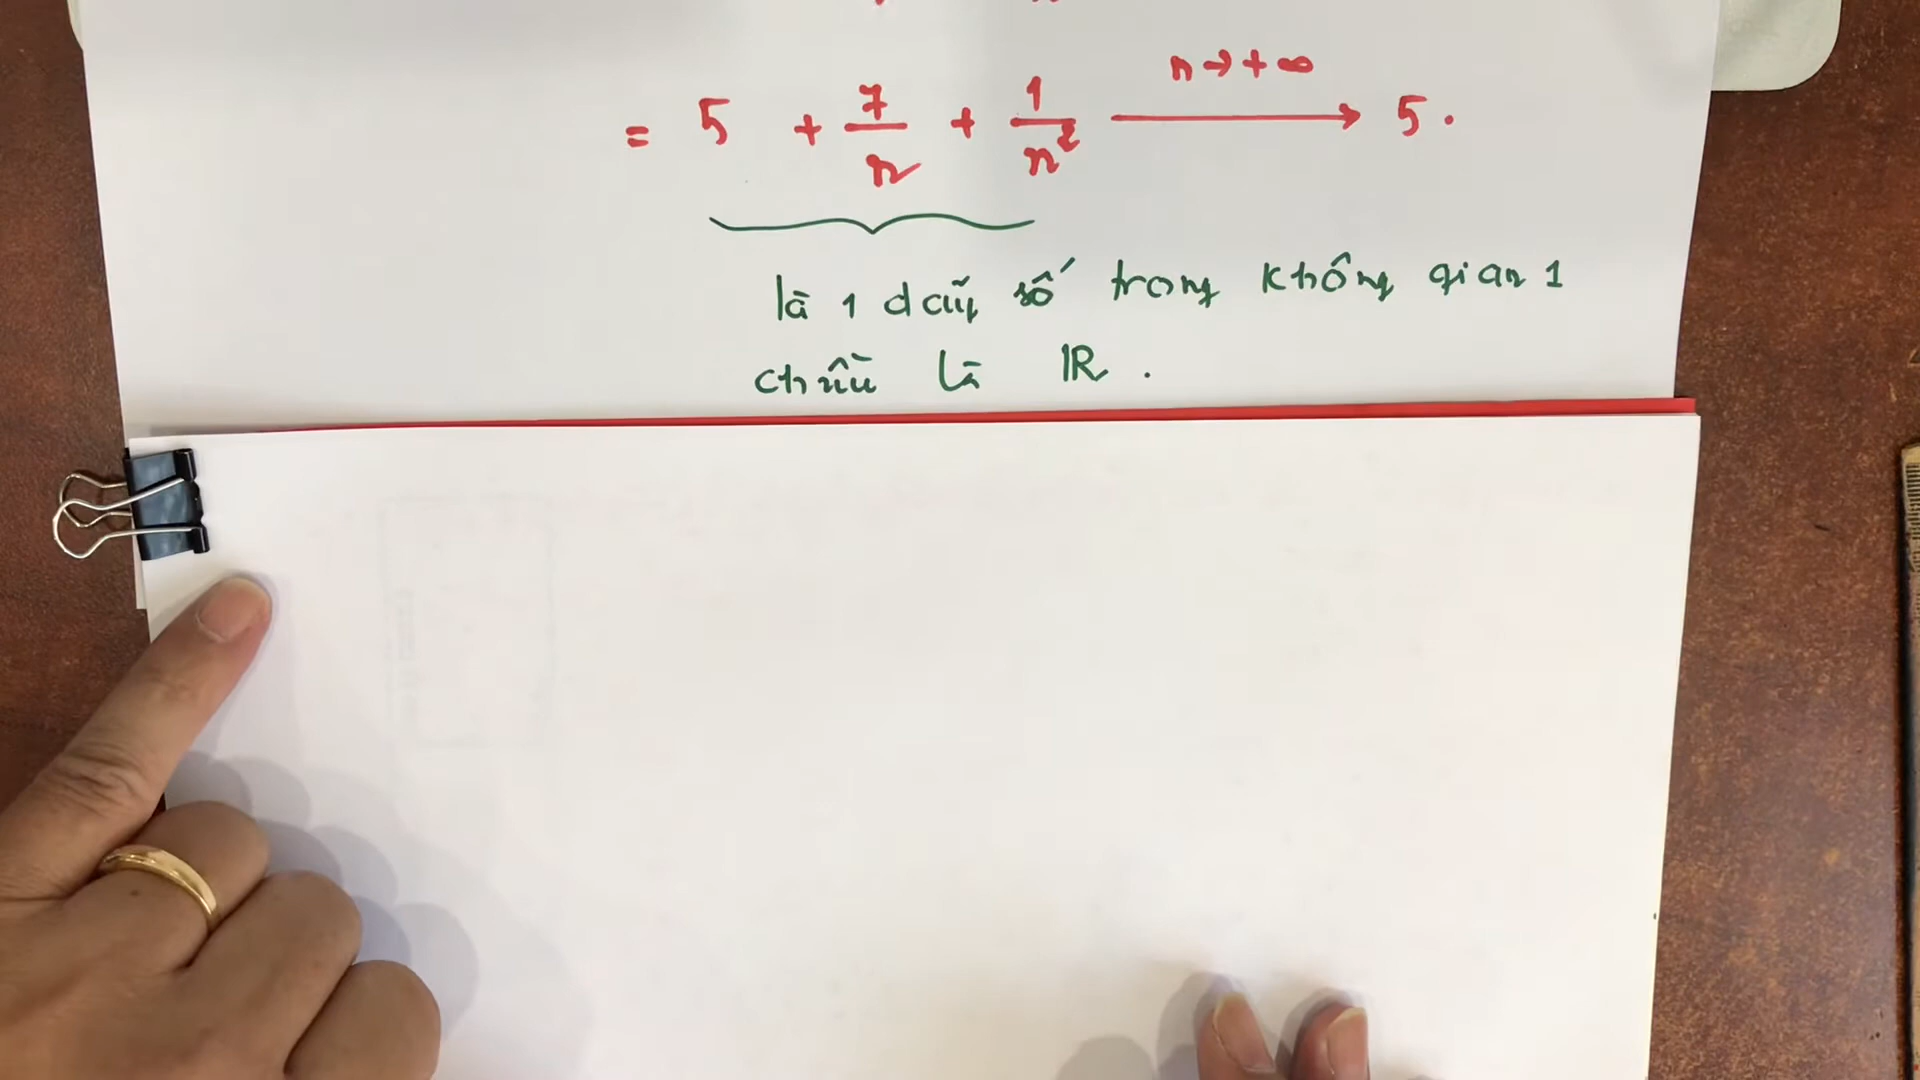 n → + ∞
= 5 + 7/n + 1/n² → 5 .
là 1 dãy số trong không gian 1
chiều là ℝ .